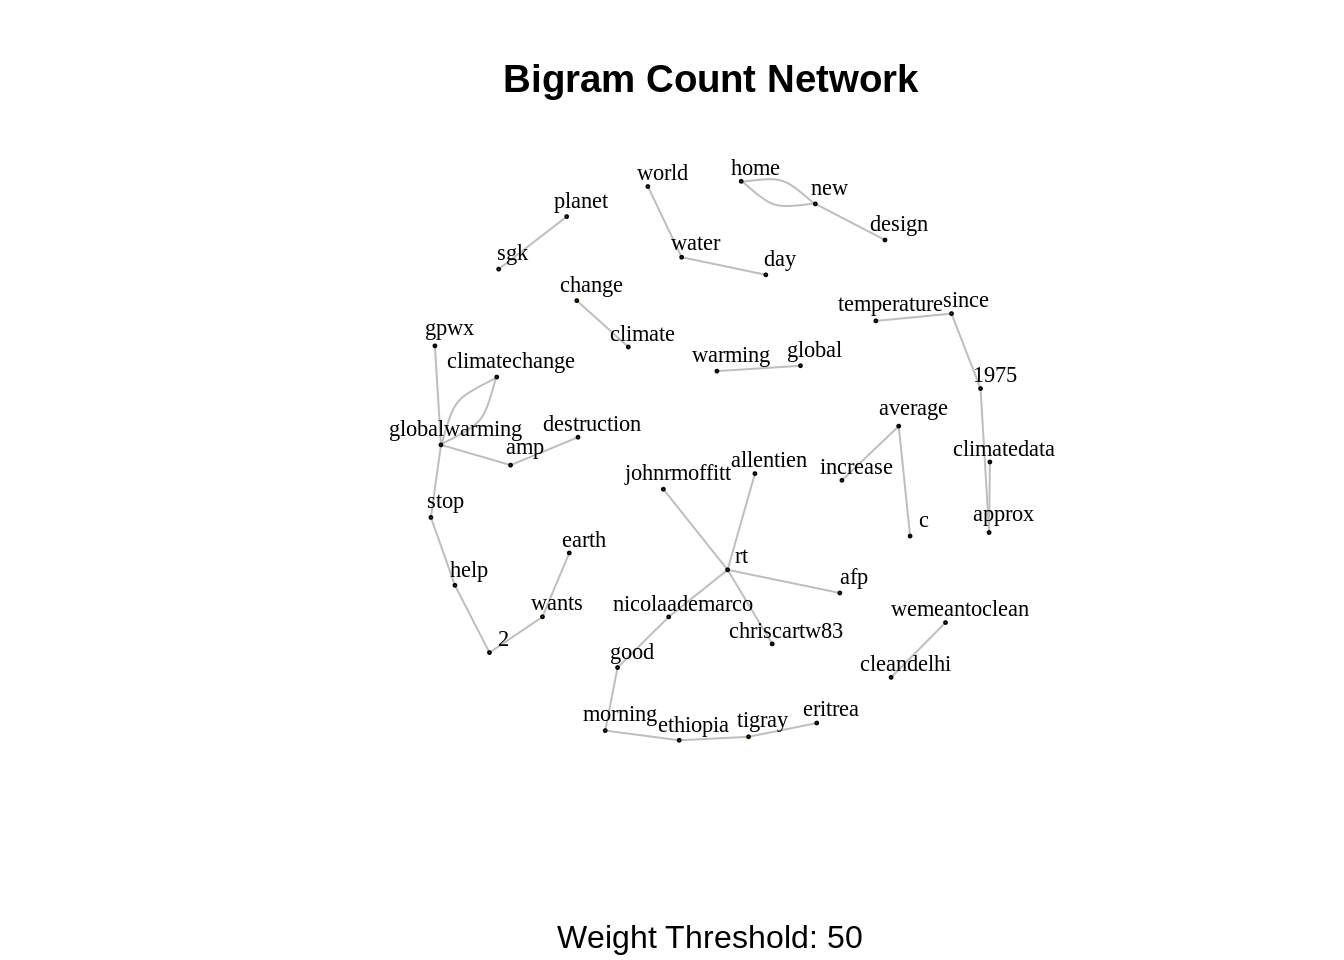 Bigram Count Network
home
world
new
planet
design
water
sgk
day
change
temperature
since
gpwx
climate
global
warming
climatechange
1975
average
destruction
globalwarming
amp
climatedata
allentien
increase
johnrmoffitt
stop
approx
c
earth
rt
help
afp
wants
nicolaademarco
wemeantoclean
chriscartw83
2
good
cleandelhi
eritrea
morning
tigray
ethiopia
Weight Threshold: 50